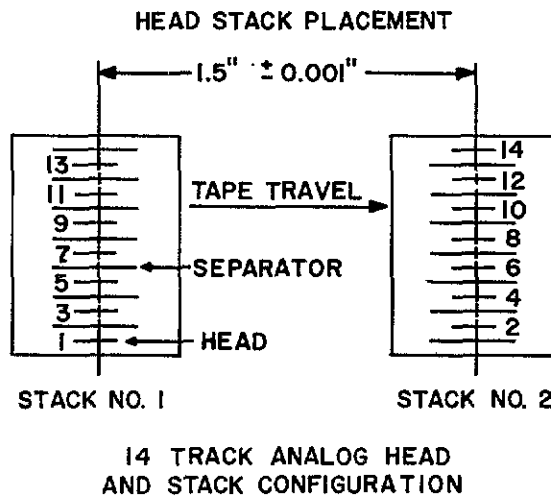 HEAD STACK PLACEMENT
1.5" ± 0.001"
13
11
9
7
5
3
1
TAPE TRAVEL
SEPARATOR
HEAD
14
12
10
8
6
4
2
STACK NO. 1
STACK NO. 2
14 TRACK ANALOG HEAD
AND STACK CONFIGURATION